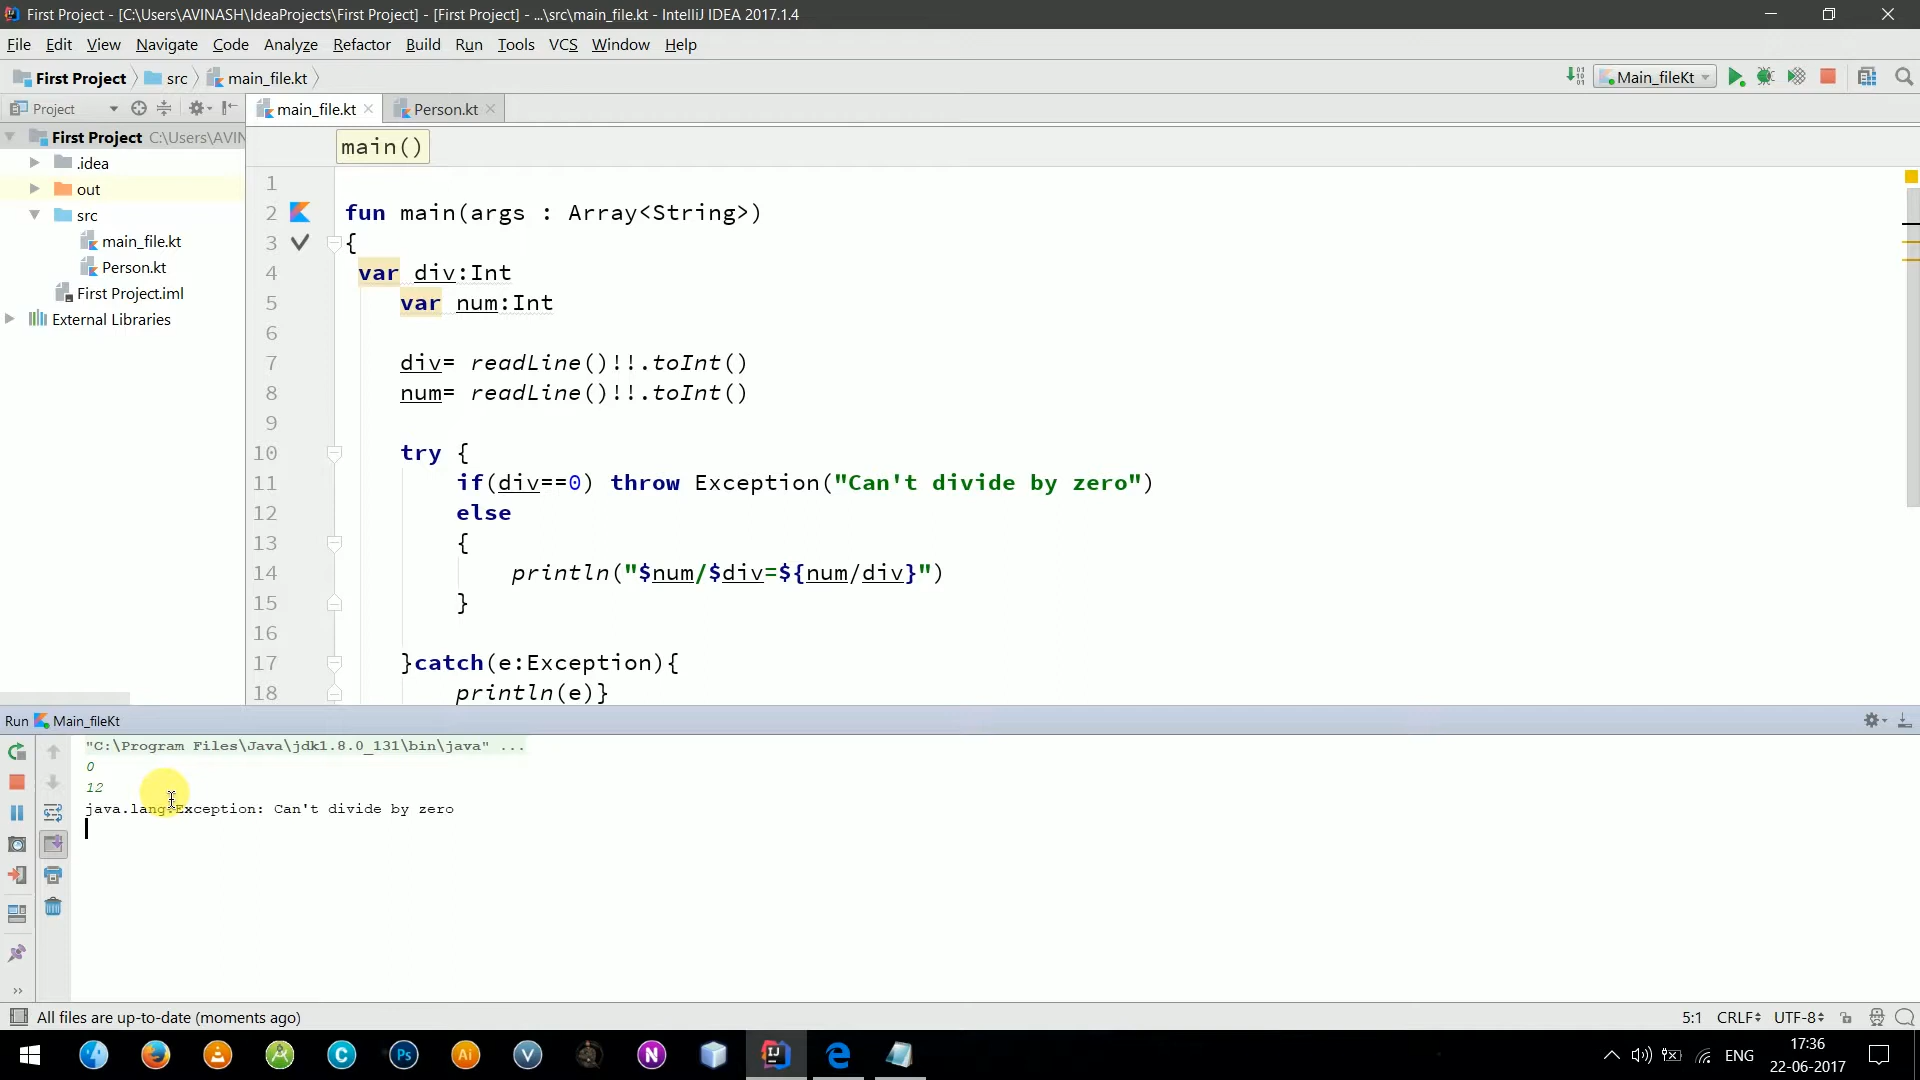 First Project - [C:\Users\AVINASH\IdeaProjects\First Project] - [First Project] - ...\src\main_file.kt - IntelliJ IDEA 2017.1.4
File Edit View Navigate Code Analyze Refactor Build Run Tools VCS Window Help
First Project src main_file.kt Main_fileKt
Project main_file.kt Person.kt
First Project C:\Users\AVIN
.idea
out
src
main_file.kt
Person.kt
First Project.iml
External Libraries
main()
1
2 fun main(args : Array<String>)
3 {
4 var div:Int
5 var num:Int
6
7 div= readLine()!!.toInt()
8 num= readLine()!!.toInt()
9
10 try {
11 if(div==0) throw Exception("Can't divide by zero")
12 else
13 {
14 println("$num/$div=${num/div}")
15 }
16
17 }catch(e:Exception){
18 println(e)}
Run Main_fileKt
"C:\Program Files\Java\jdk1.8.0_131\bin\java" ...
0
12
java.lang.Exception: Can't divide by zero
All files are up-to-date (moments ago) 5:1 CRLF UTF-8
ENG 17:36
22-06-2017